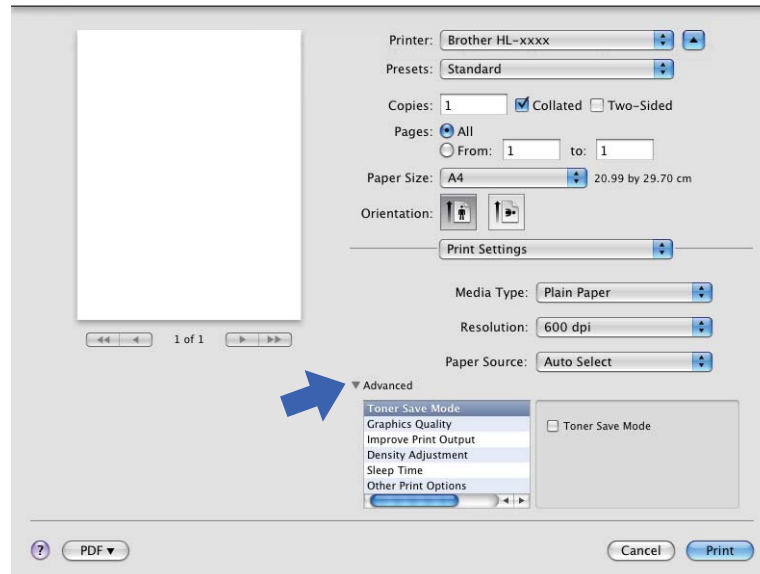 Printer: Brother HL-xxxx
Presets: Standard
Copies: 1 Collated Two-Sided
Pages: All
From: 1 to: 1
Paper Size: A4 20.99 by 29.70 cm
Orientation:
Print Settings
Media Type: Plain Paper
Resolution: 600 dpi
1 of 1
Paper Source: Auto Select
Advanced
Toner Save Mode
Graphics Quality
Toner Save Mode
Improve Print Output
Density Adjustment
Sleep Time
Other Print Options
? PDF Cancel Print